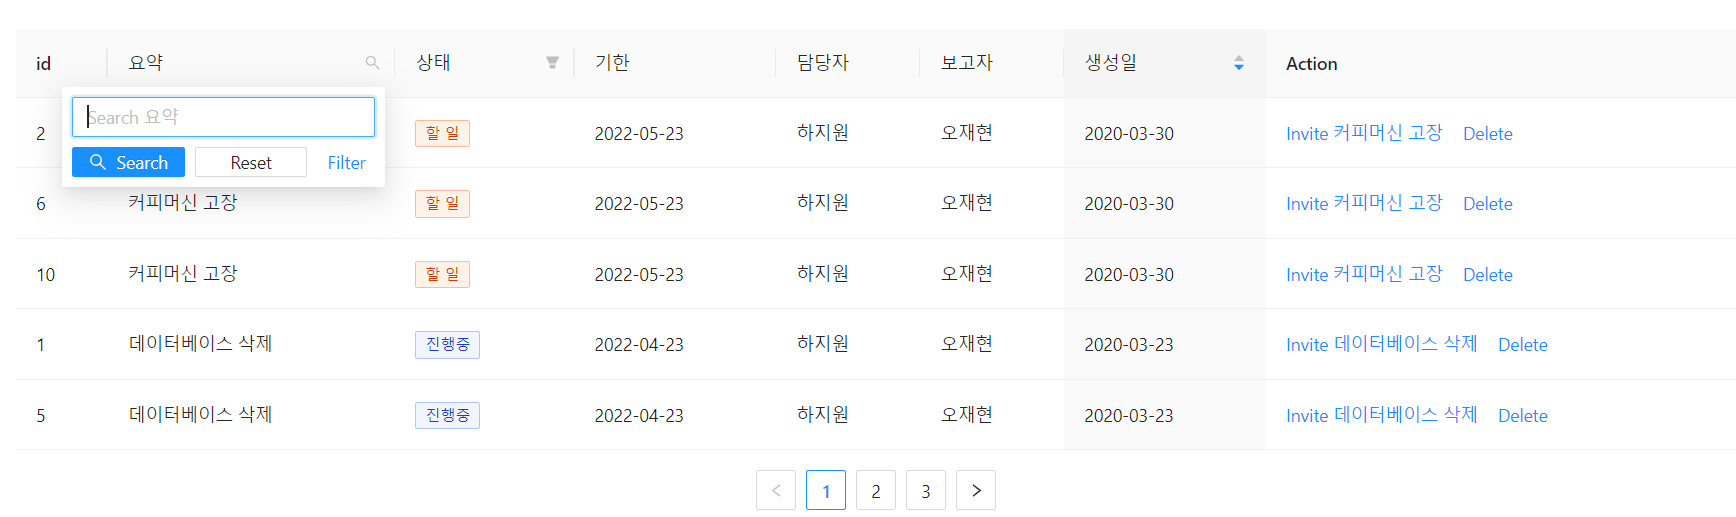 id 요약 상태 기한 담당자 보고자 생성일 Action
Search 요약
Search Reset Filter
2 할 일 2022-05-23 하지원 오재현 2020-03-30 Invite 커피머신 고장 Delete
6 커피머신 고장 할 일 2022-05-23 하지원 오재현 2020-03-30 Invite 커피머신 고장 Delete
10 커피머신 고장 할 일 2022-05-23 하지원 오재현 2020-03-30 Invite 커피머신 고장 Delete
1 데이터베이스 삭제 진행중 2022-04-23 하지원 오재현 2020-03-23 Invite 데이터베이스 삭제 Delete
5 데이터베이스 삭제 진행중 2022-04-23 하지원 오재현 2020-03-23 Invite 데이터베이스 삭제 Delete
< 1 2 3 >